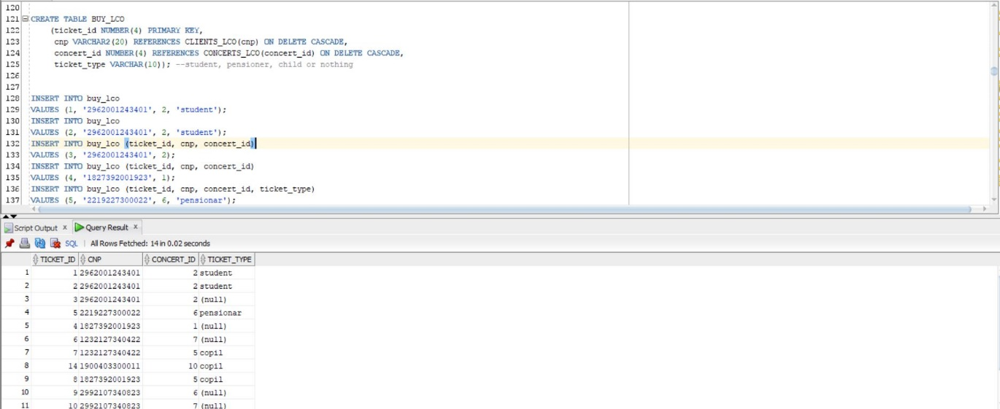 120
121 CREATE TABLE BUY_LCO
122 (ticket_id NUMBER(4) PRIMARY KEY,
123 cnp VARCHAR2(20) REFERENCES CLIENTS_LCO(cnp) ON DELETE CASCADE,
124 concert_id NUMBER(4) REFERENCES CONCERTS_LCO(concert_id) ON DELETE CASCADE,
125 ticket_type VARCHAR(10)); --student, pensioner, child or nothing
126
127
128 INSERT INTO buy_lco
129 VALUES (1, '2962001243401', 2, 'student');
130 INSERT INTO buy_lco
131 VALUES (2, '2962001243401', 2, 'student');
132 INSERT INTO buy_lco (ticket_id, cnp, concert_id)
133 VALUES (3, '2962001243401', 2);
134 INSERT INTO buy_lco (ticket_id, cnp, concert_id)
135 VALUES (4, '1827392001923', 1);
136 INSERT INTO buy_lco (ticket_id, cnp, concert_id, ticket_type)
137 VALUES (5, '2219227300022', 6, 'pensionar');
Script Output x Query Result x
SQL | All Rows Fetched: 14 in 0.02 seconds
TICKET_ID CNP CONCERT_ID TICKET_TYPE
1 1 2962001243401 2 student
2 2 2962001243401 2 student
3 3 2962001243401 2 (null)
4 5 2219227300022 6 pensionar
5 4 1827392001923 1 (null)
6 6 1232127340422 7 (null)
7 7 1232127340422 5 copil
8 14 1900403300011 10 copil
9 8 1827392001923 5 copil
10 9 2992107340823 6 (null)
11 10 2992107340823 7 (null)